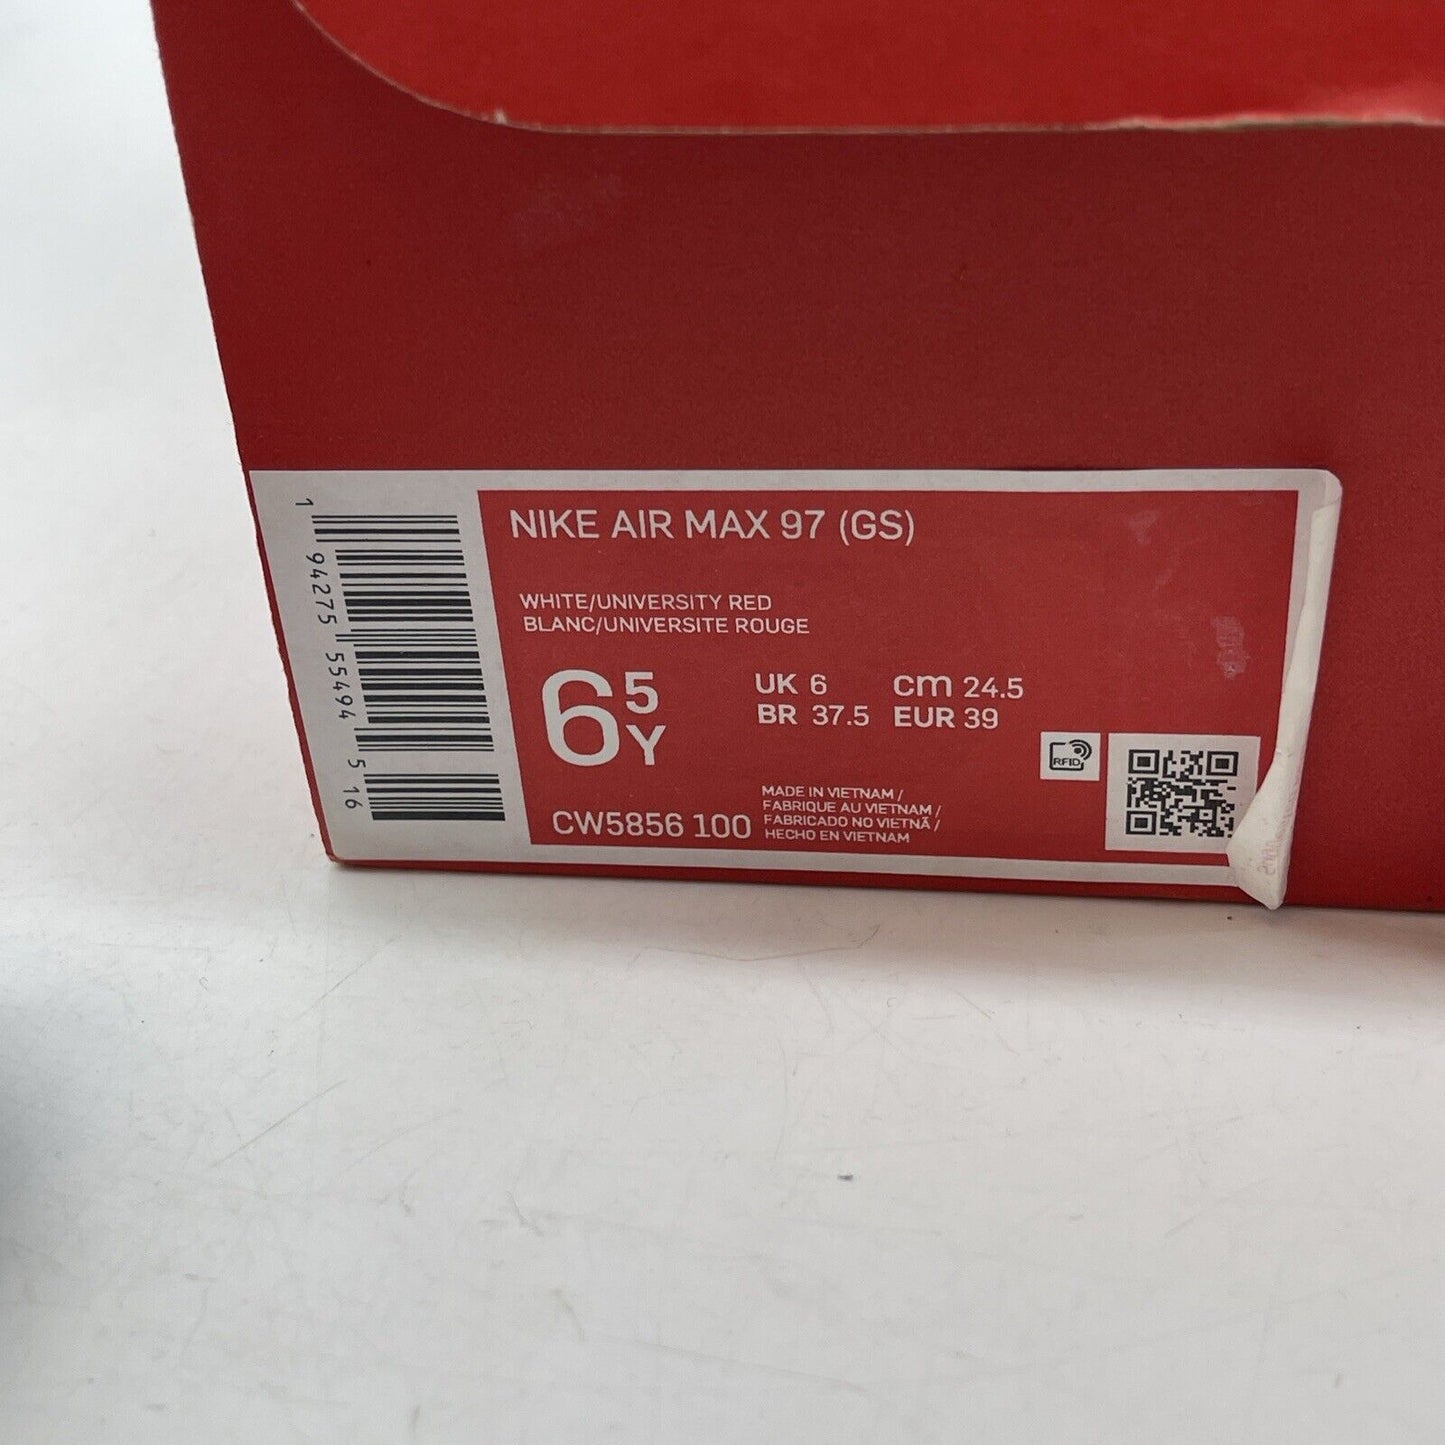 NIKE AIR MAX 97 (GS)
WHITE/UNIVERSITY RED
BLANC/UNIVERSITE ROUGE
6 5 Y
UK 6 cm 24.5
BR 37.5 EUR 39
RFID
CW5856 100
MADE IN VIETNAM /
FABRIQUE AU VIETNAM /
FABRICADO NO VIETNÃ /
HECHO EN VIETNAM
1 94275 55494 5 16